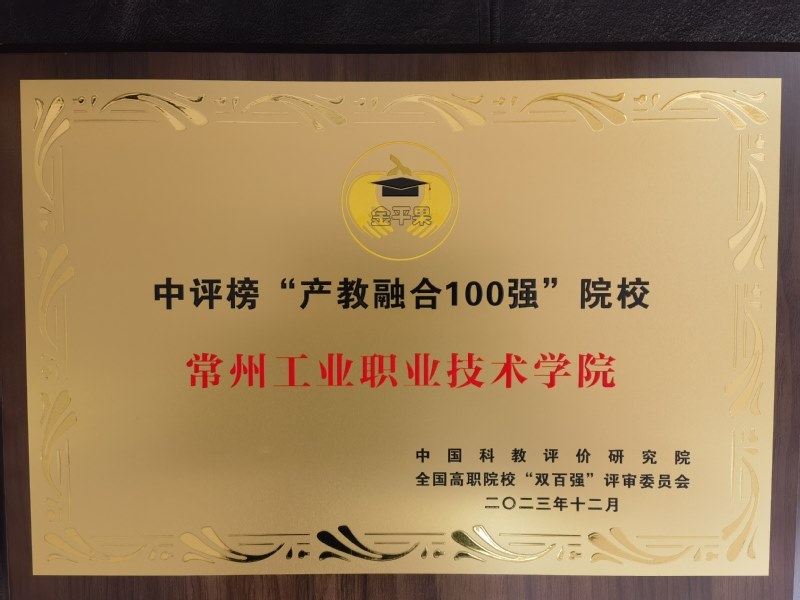 金平果
中评榜“产教融合100强”院校
常州工业职业技术学院
中国科教评价研究院
全国高职院校“双百强”评审委员会
二〇二三年十二月